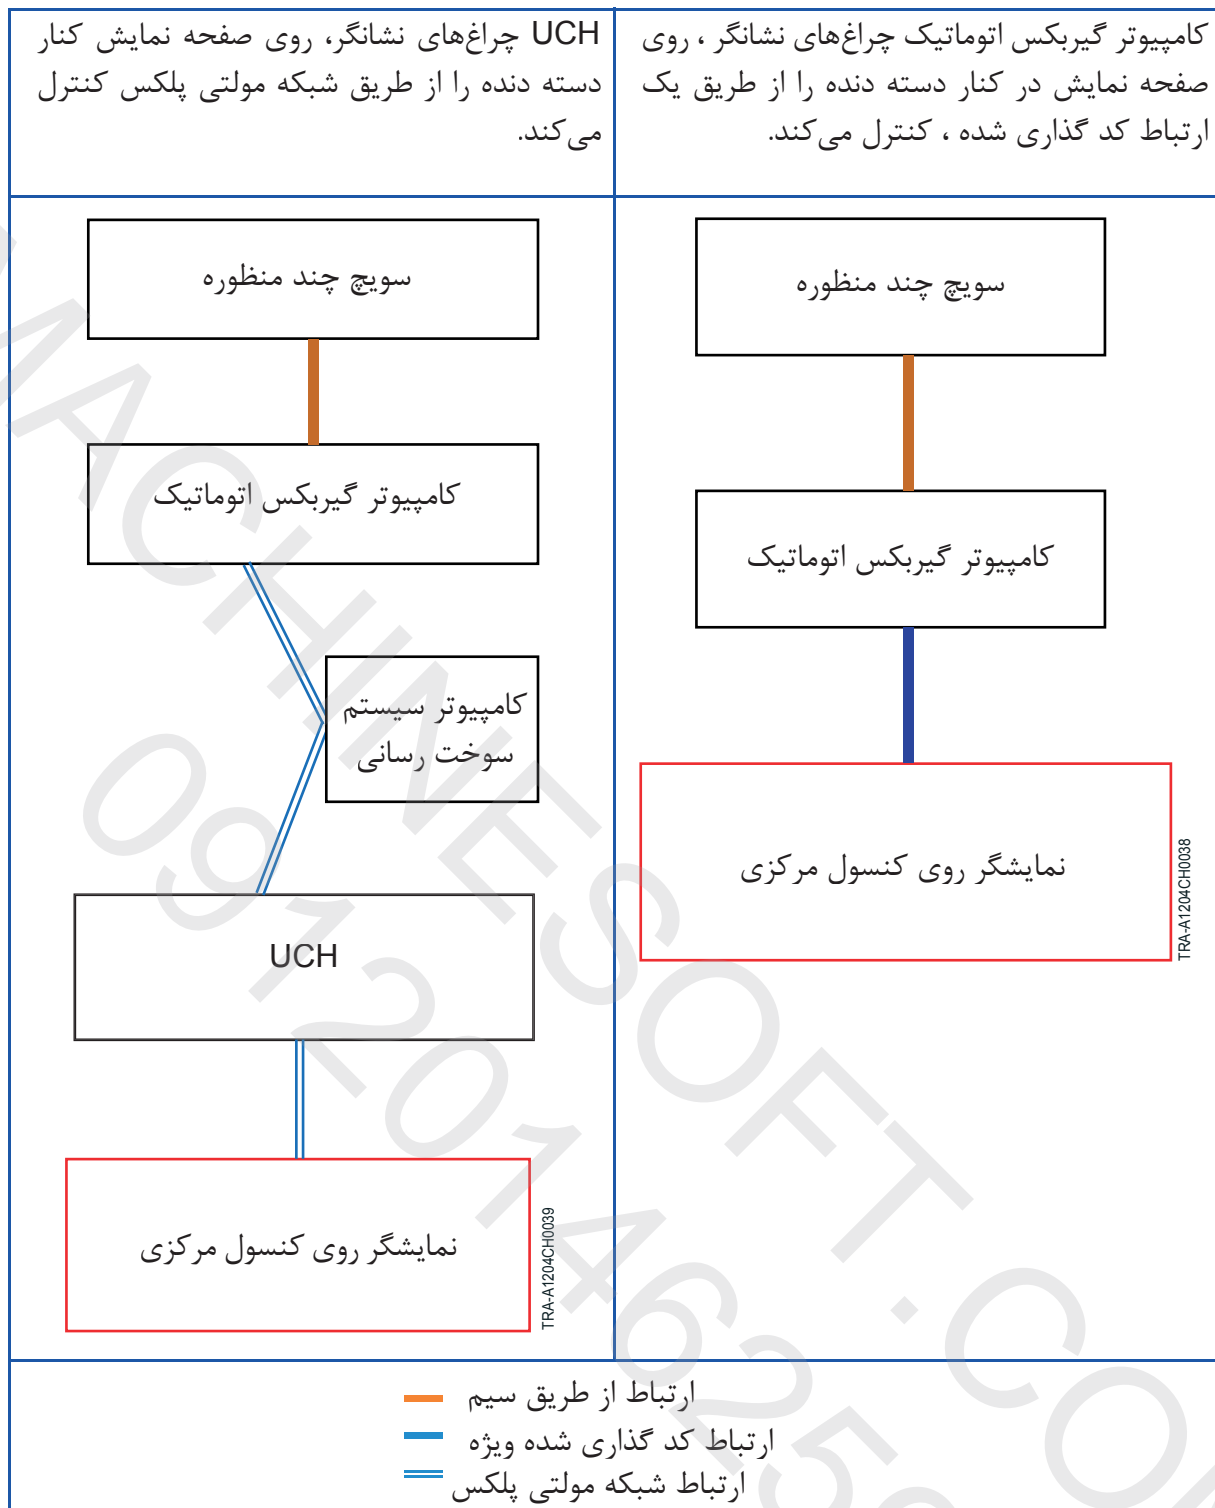 کامپیوتر گیربکس اتوماتیک چراغ‌های نشانگر ، روی
صفحه نمایش در کنار دسته دنده را از طریق یک
ارتباط کد گذاری شده ، کنترل می‌کند.
UCH چراغ‌های نشانگر، روی صفحه نمایش کنار
دسته دنده را از طریق شبکه مولتی پلکس کنترل
می‌کند.
سویچ چند منظوره
کامپیوتر گیربکس اتوماتیک
نمایشگر روی کنسول مرکزی
TRA-A1204CH0038
سویچ چند منظوره
کامپیوتر گیربکس اتوماتیک
کامپیوتر سیستم
سوخت رسانی
UCH
نمایشگر روی کنسول مرکزی
TRA-A1204CH0039
ارتباط از طریق سیم
ارتباط کد گذاری شده ویژه
ارتباط شبکه مولتی پلکس